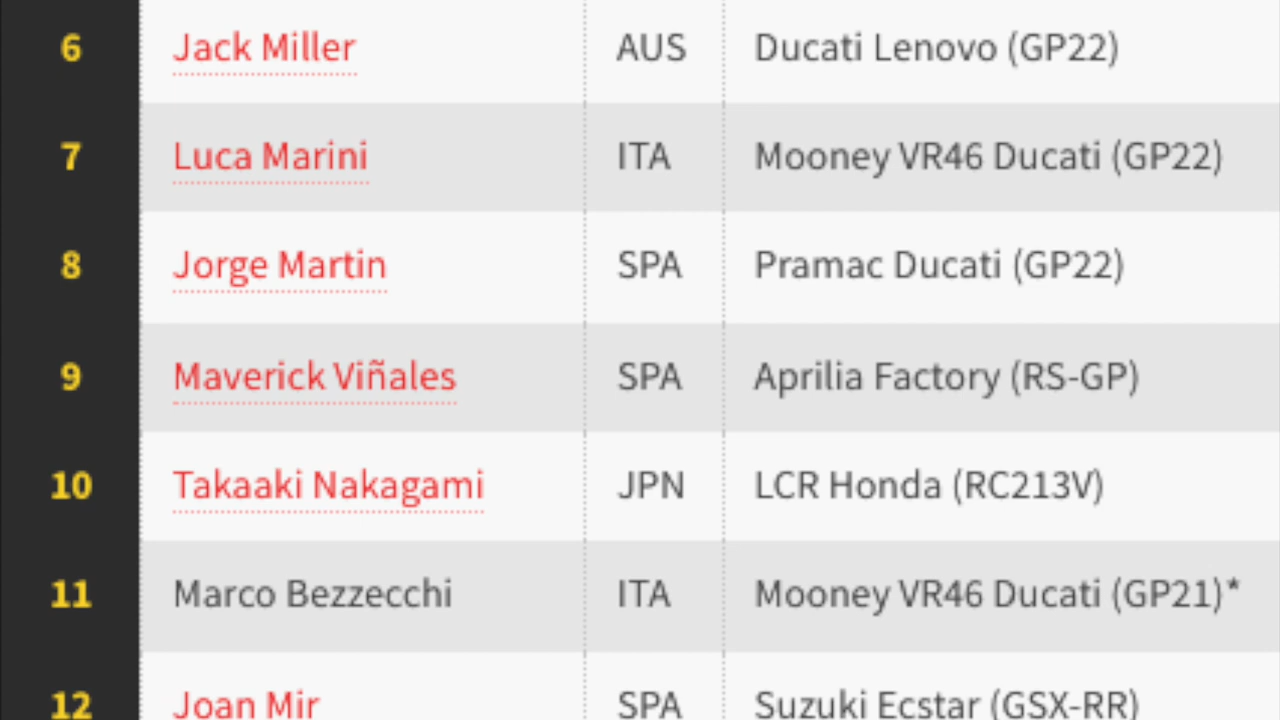 6 Jack Miller AUS Ducati Lenovo (GP22)
7 Luca Marini ITA Mooney VR46 Ducati (GP22)
8 Jorge Martin SPA Pramac Ducati (GP22)
9 Maverick Viñales SPA Aprilia Factory (RS-GP)
10 Takaaki Nakagami JPN LCR Honda (RC213V)
11 Marco Bezzecchi ITA Mooney VR46 Ducati (GP21)*
12 Joan Mir SPA Suzuki Ecstar (GSX-RR)